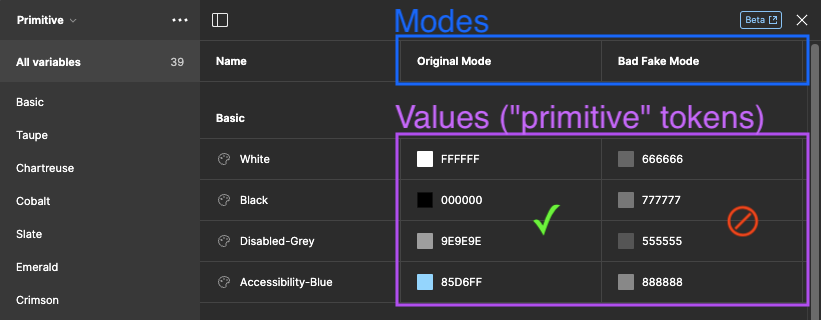 Primitive
Modes
Beta
All variables 39
Name Original Mode Bad Fake Mode
Basic
Taupe
Chartreuse
Cobalt
Slate
Emerald
Crimson
Values ("primitive" tokens)
Basic
White FFFFFF 666666
Black 000000 777777
Disabled-Grey 9E9E9E 555555
Accessibility-Blue 85D6FF 888888